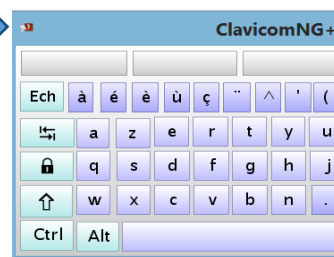 ClavicomNG+
Ech à é è ù ç ¨ ^ ' (
a z e r t y u
q s d f g h j
w x c v b n .
Ctrl Alt